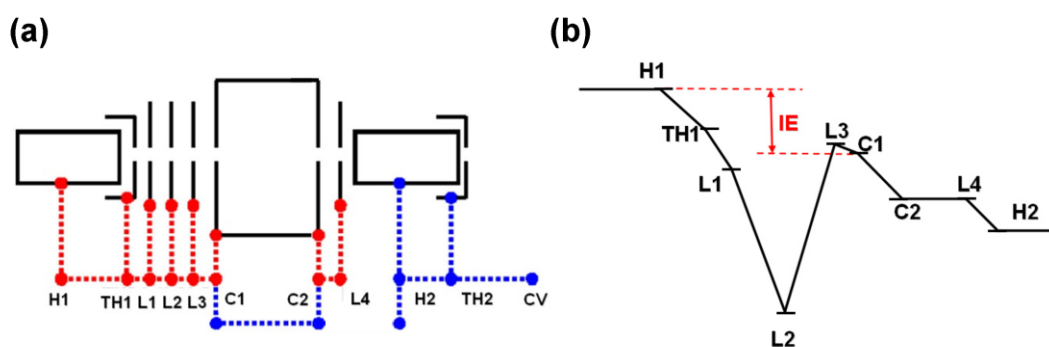 (a)
H1 TH1 L1 L2 L3 C1 C2 L4 H2 TH2 CV
(b)
H1
IE
TH1
L1
L2
L3
C1
C2
L4
H2